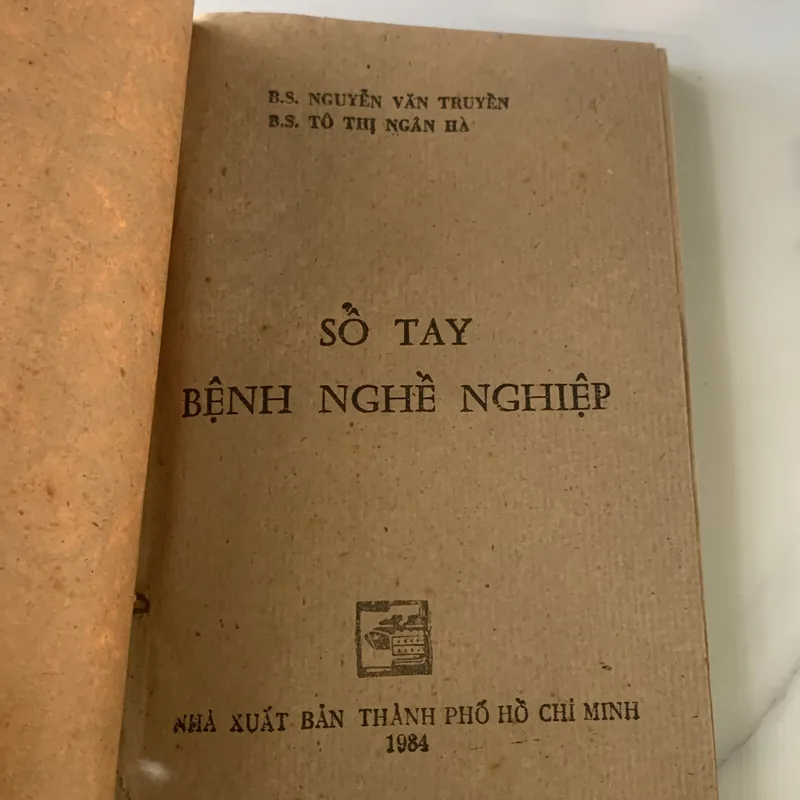 B.S. NGUYỄN VĂN TRUYỀN
B.S. TÔ THỊ NGÂN HÀ
SỔ TAY
BỆNH NGHỀ NGHIỆP
NHÀ XUẤT BẢN THÀNH PHỐ HỒ CHÍ MINH
1984